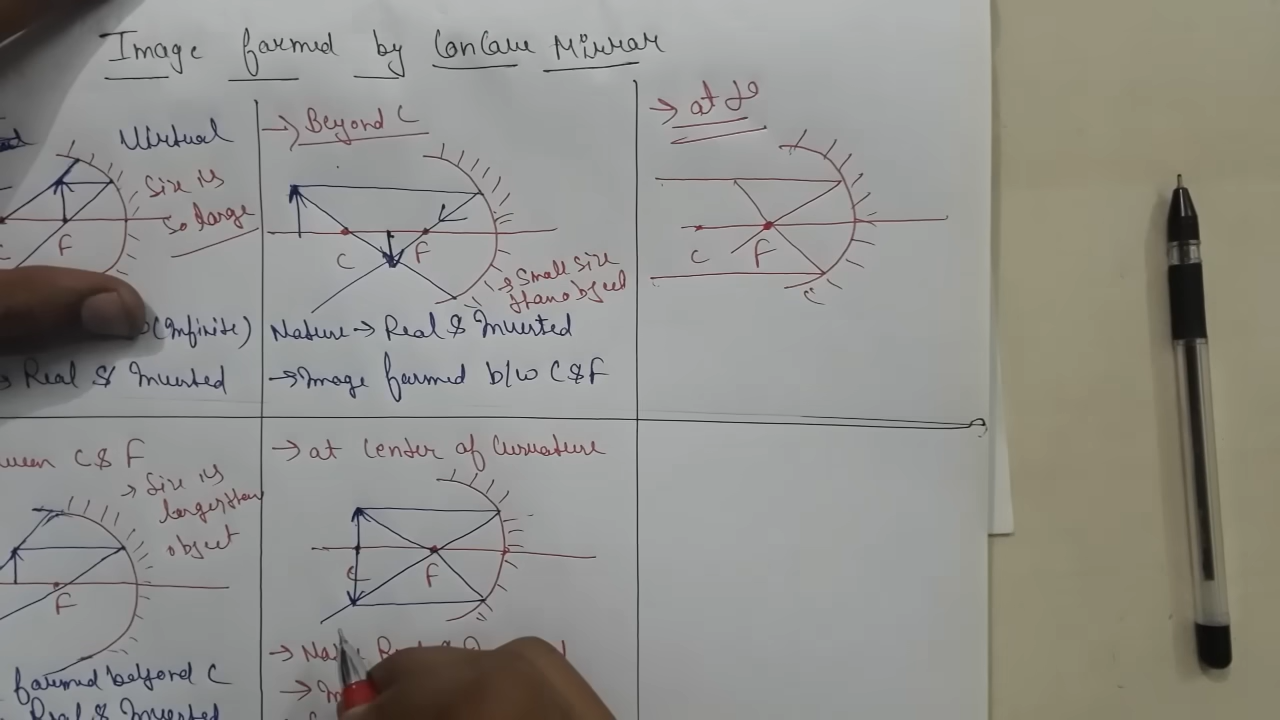 Image formed by Concave Mirror
Virtual
Size is
so large
C
F
(Infinite)
Real & Inverted
→ Beyond C
C
F
→ Small size
than object
Nature → Real & Inverted
→ Image formed b/w C & F
→ at ∞
C
F
C & F
→ Size is
larger than
object
F
formed beyond C
Real & Inverted
→ at Center of Curvature
C
F